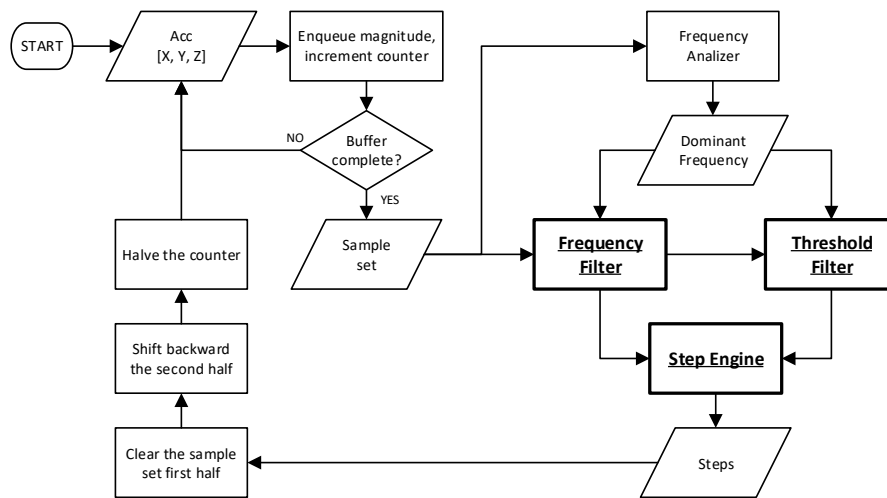 START
Acc
[X, Y, Z]
Enqueue magnitude,
increment counter
Frequency
Analizer
NO
Buffer
complete?
Dominant
Frequency
YES
Halve the counter
Sample
set
Frequency
Filter
Threshold
Filter
Shift backward
the second half
Step Engine
Clear the sample
set first half
Steps